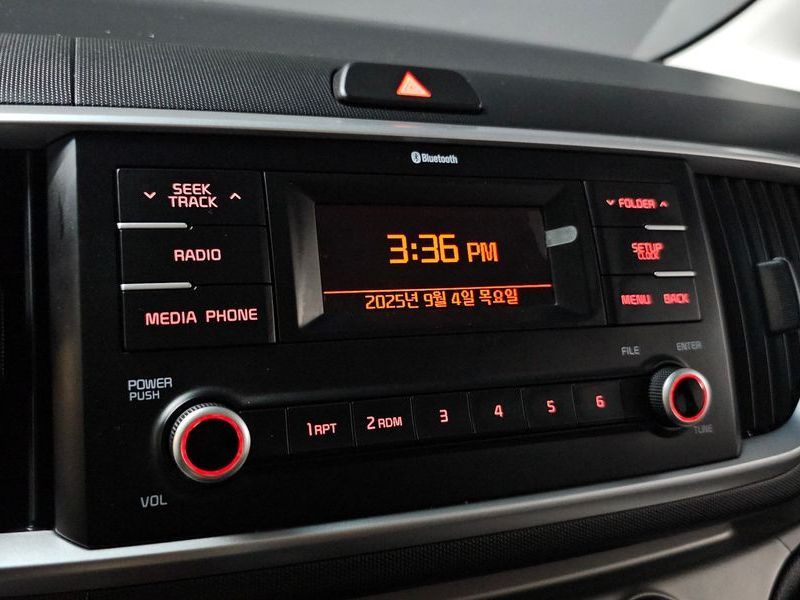 Bluetooth
SEEK
TRACK
FOLDER
RADIO
3:36 PM
SETUP
CLOCK
MEDIA PHONE
2025년 9월 4일 목요일
MENU BACK
POWER
PUSH
FILE
ENTER
1 RPT
2 RDM
3
4
5
6
VOL
TUNE